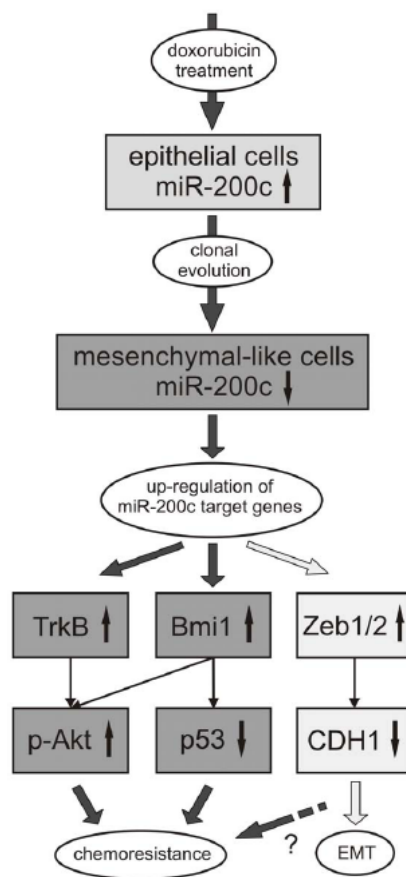 doxorubicin
treatment
epithelial cells
miR-200c
clonal
evolution
mesenchymal-like cells
miR-200c
up-regulation of
miR-200c target genes
TrkB
Bmi1
Zeb1/2
p-Akt
p53
CDH1
?
chemoresistance
EMT